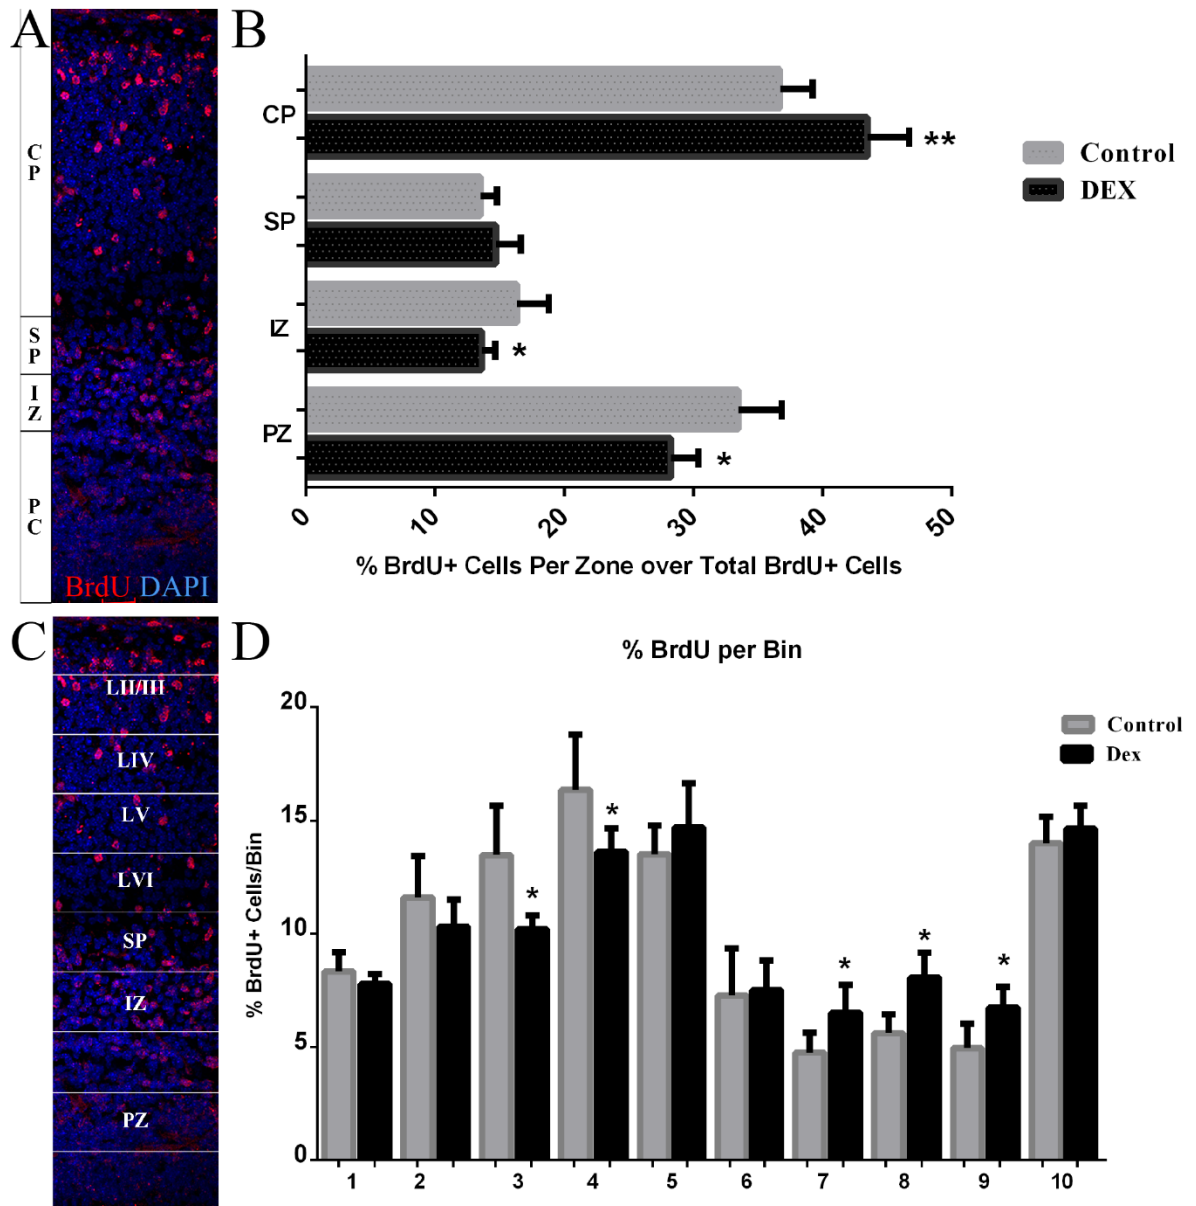 A
C
P
S
P
I
Z
P
C
BrdU DAPI
B
CP
SP
IZ
PZ
**
*
*
0
10
20
30
40
50
% BrdU+ Cells Per Zone over Total BrdU+ Cells
Control
DEX
C
LII/III
LIV
LV
LVI
SP
IZ
PZ
D
% BrdU per Bin
% BrdU+ Cells/Bin
20
15
10
5
0
*
*
*
*
*
1 2 3 4 5 6 7 8 9 10
Control
Dex